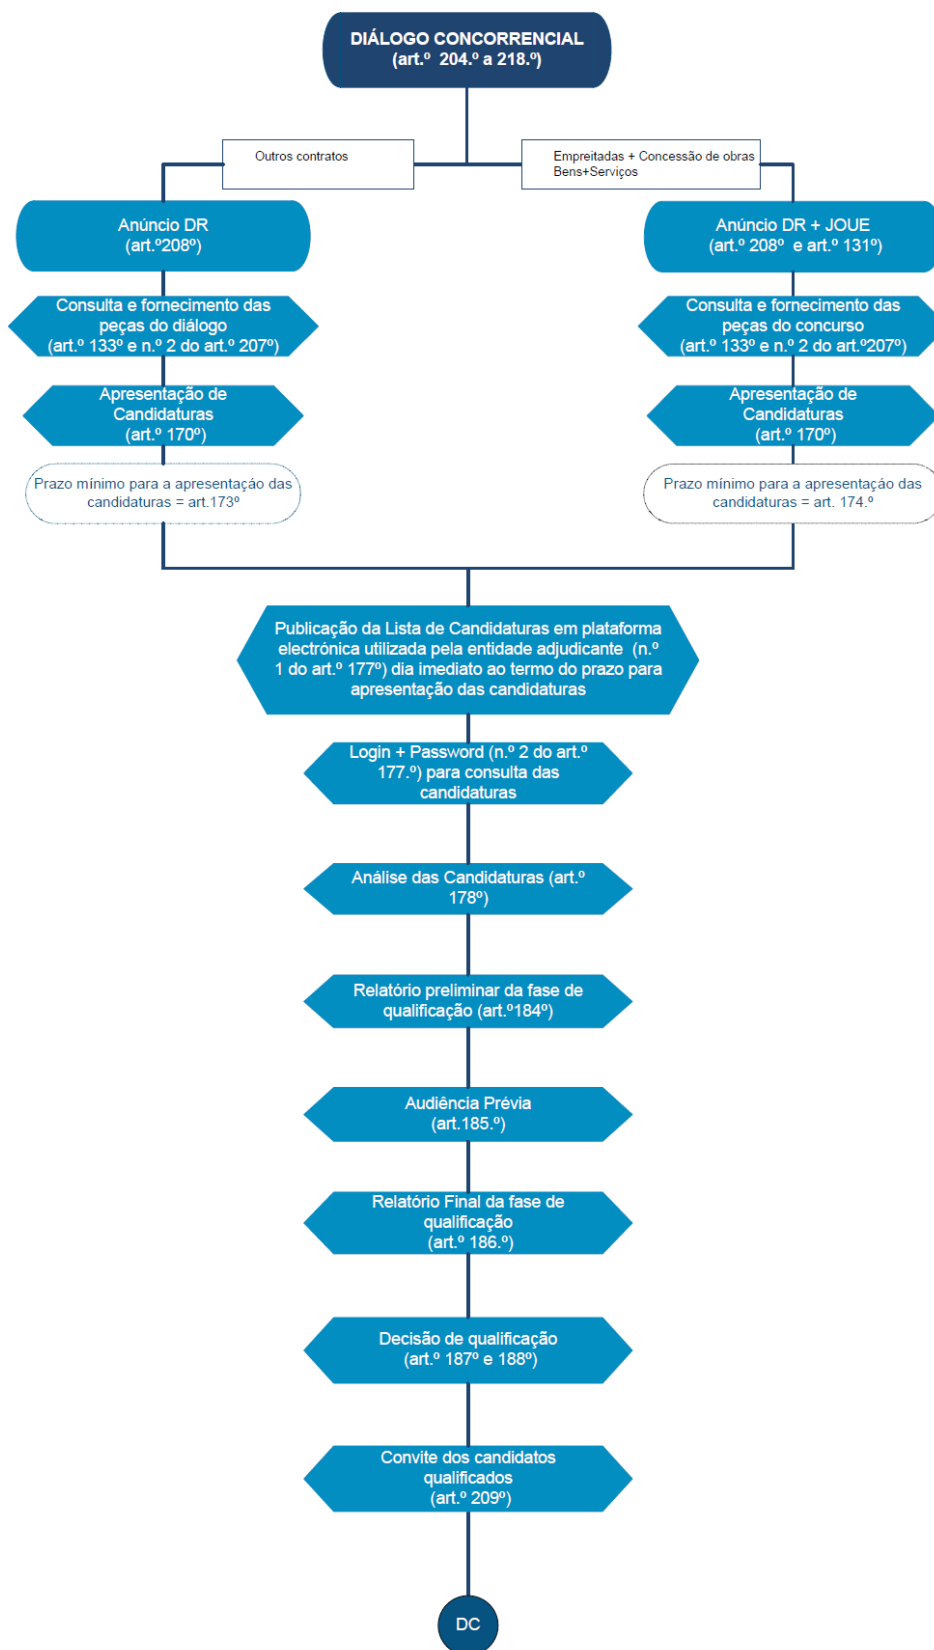 DIÁLOGO CONCORRENCIAL
(art.º 204.º a 218.º)
Outros contratos
Empreitadas + Concessão de obras
Bens+Serviços
Anúncio DR
(art.º208º)
Anúncio DR + JOUE
(art.º 208º e art.º 131º)
Consulta e fornecimento das
peças do diálogo
(art.º 133º e n.º 2 do art.º 207º)
Consulta e fornecimento das
peças do concurso
(art.º 133º e n.º 2 do art.º207º)
Apresentação de
Candidaturas
(art.º 170º)
Apresentação de
Candidaturas
(art.º 170º)
Prazo mínimo para a apresentação das
candidaturas = art.173º
Prazo mínimo para a apresentação das
candidaturas = art. 174.º
Publicação da Lista de Candidaturas em plataforma
electrónica utilizada pela entidade adjudicante (n.º
1 do art.º 177º) dia imediato ao termo do prazo para
apresentação das candidaturas
Login + Password (n.º 2 do art.º
177.º) para consulta das
candidaturas
Análise das Candidaturas (art.º
178º)
Relatório preliminar da fase de
qualificação (art.º184º)
Audiência Prévia
(art.185.º)
Relatório Final da fase de
qualificação
(art.º 186.º)
Decisão de qualificação
(art.º 187º e 188º)
Convite dos candidatos
qualificados
(art.º 209º)
DC